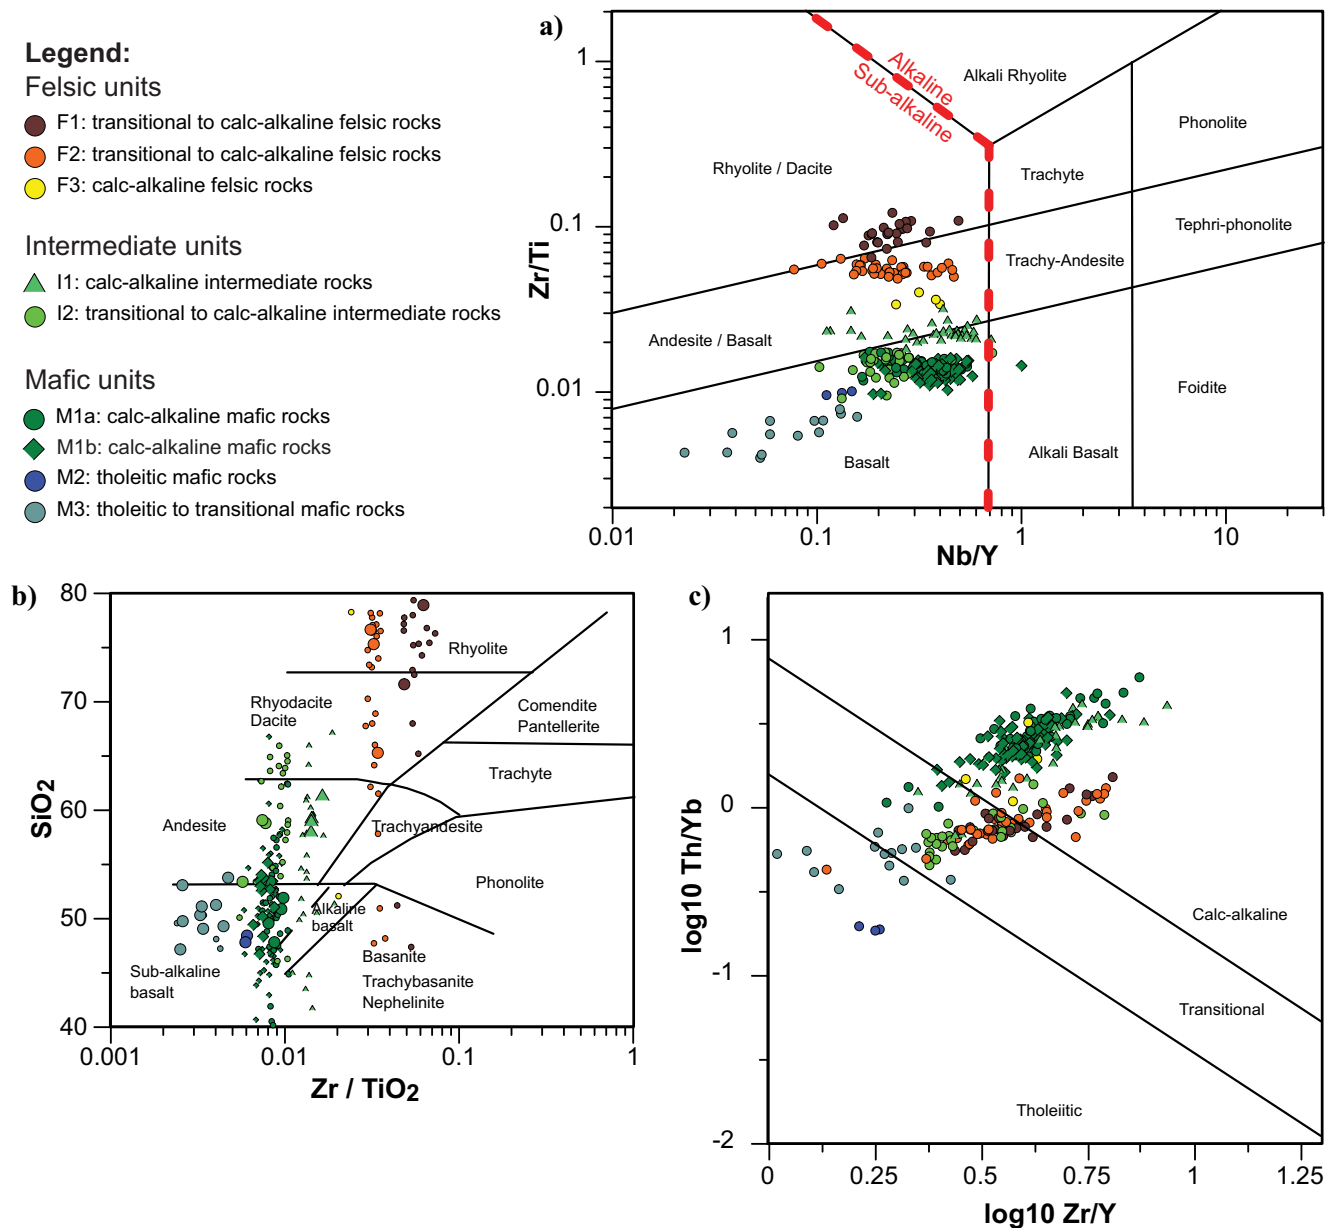 Legend:
Felsic units
F1: transitional to calc-alkaline felsic rocks
F2: transitional to calc-alkaline felsic rocks
F3: calc-alkaline felsic rocks
Intermediate units
I1: calc-alkaline intermediate rocks
I2: transitional to calc-alkaline intermediate rocks
Mafic units
M1a: calc-alkaline mafic rocks
M1b: calc-alkaline mafic rocks
M2: tholeitic mafic rocks
M3: tholeitic to transitional mafic rocks
a)
Zr/Ti
1
0.1
0.01
Alkaline
Sub-alkaline
Alkali Rhyolite
Phonolite
Rhyolite / Dacite
Trachyte
Tephri-phonolite
Trachy-Andesite
Andesite / Basalt
Foidite
Alkali Basalt
Basalt
0.01
0.1
1
10
Nb/Y
b)
SiO2
80
70
60
50
40
Rhyolite
Rhyodacite
Dacite
Comendite
Pantellerite
Trachyte
Andesite
Trachyandesite
Phonolite
Alkaline
basalt
Sub-alkaline
basalt
Basanite
Trachybasanite
Nephelinite
0.001
0.01
0.1
1
Zr / TiO2
c)
log10 Th/Yb
1
0
-1
-2
Calc-alkaline
Transitional
Tholeiitic
0
0.25
0.5
0.75
1
1.25
log10 Zr/Y